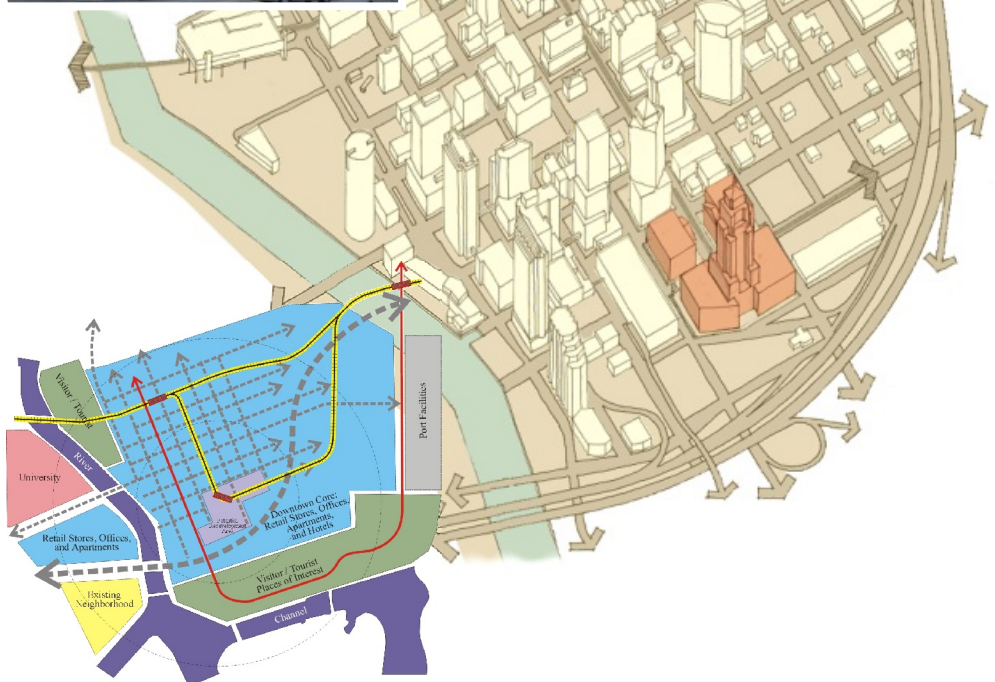 Visitor / Tourist
River
University
Port Facilities
Retail Stores, Offices,
and Apartments
Downtown Core:
Retail Stores, Offices,
Apartments,
and Hotels
Visitor / Tourist
Places of Interest
Existing
Neighborhood
Channel